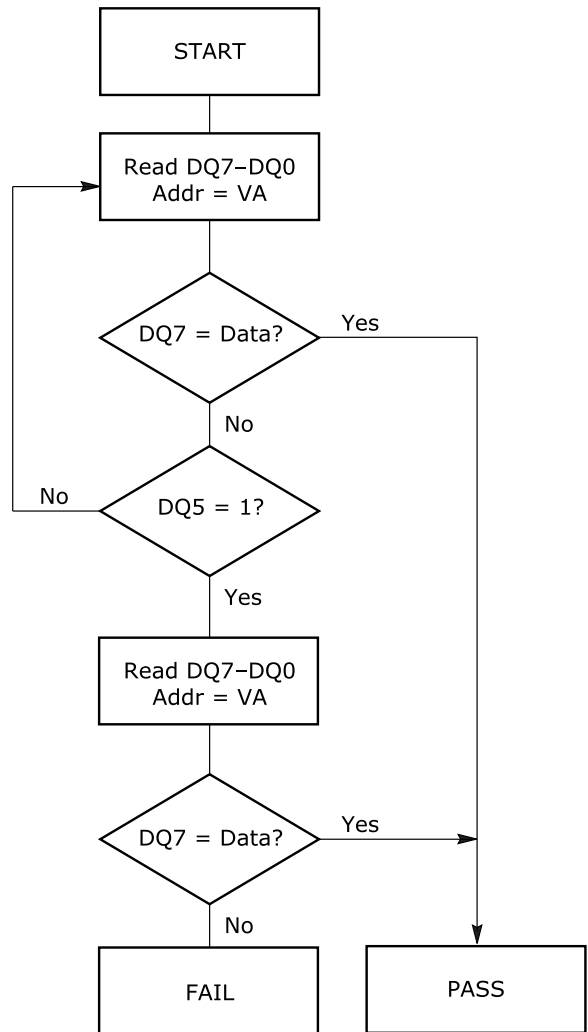 START
Read DQ7–DQ0
Addr = VA
DQ7 = Data?
Yes
No
No
DQ5 = 1?
Yes
Read DQ7–DQ0
Addr = VA
DQ7 = Data?
Yes
No
FAIL
PASS